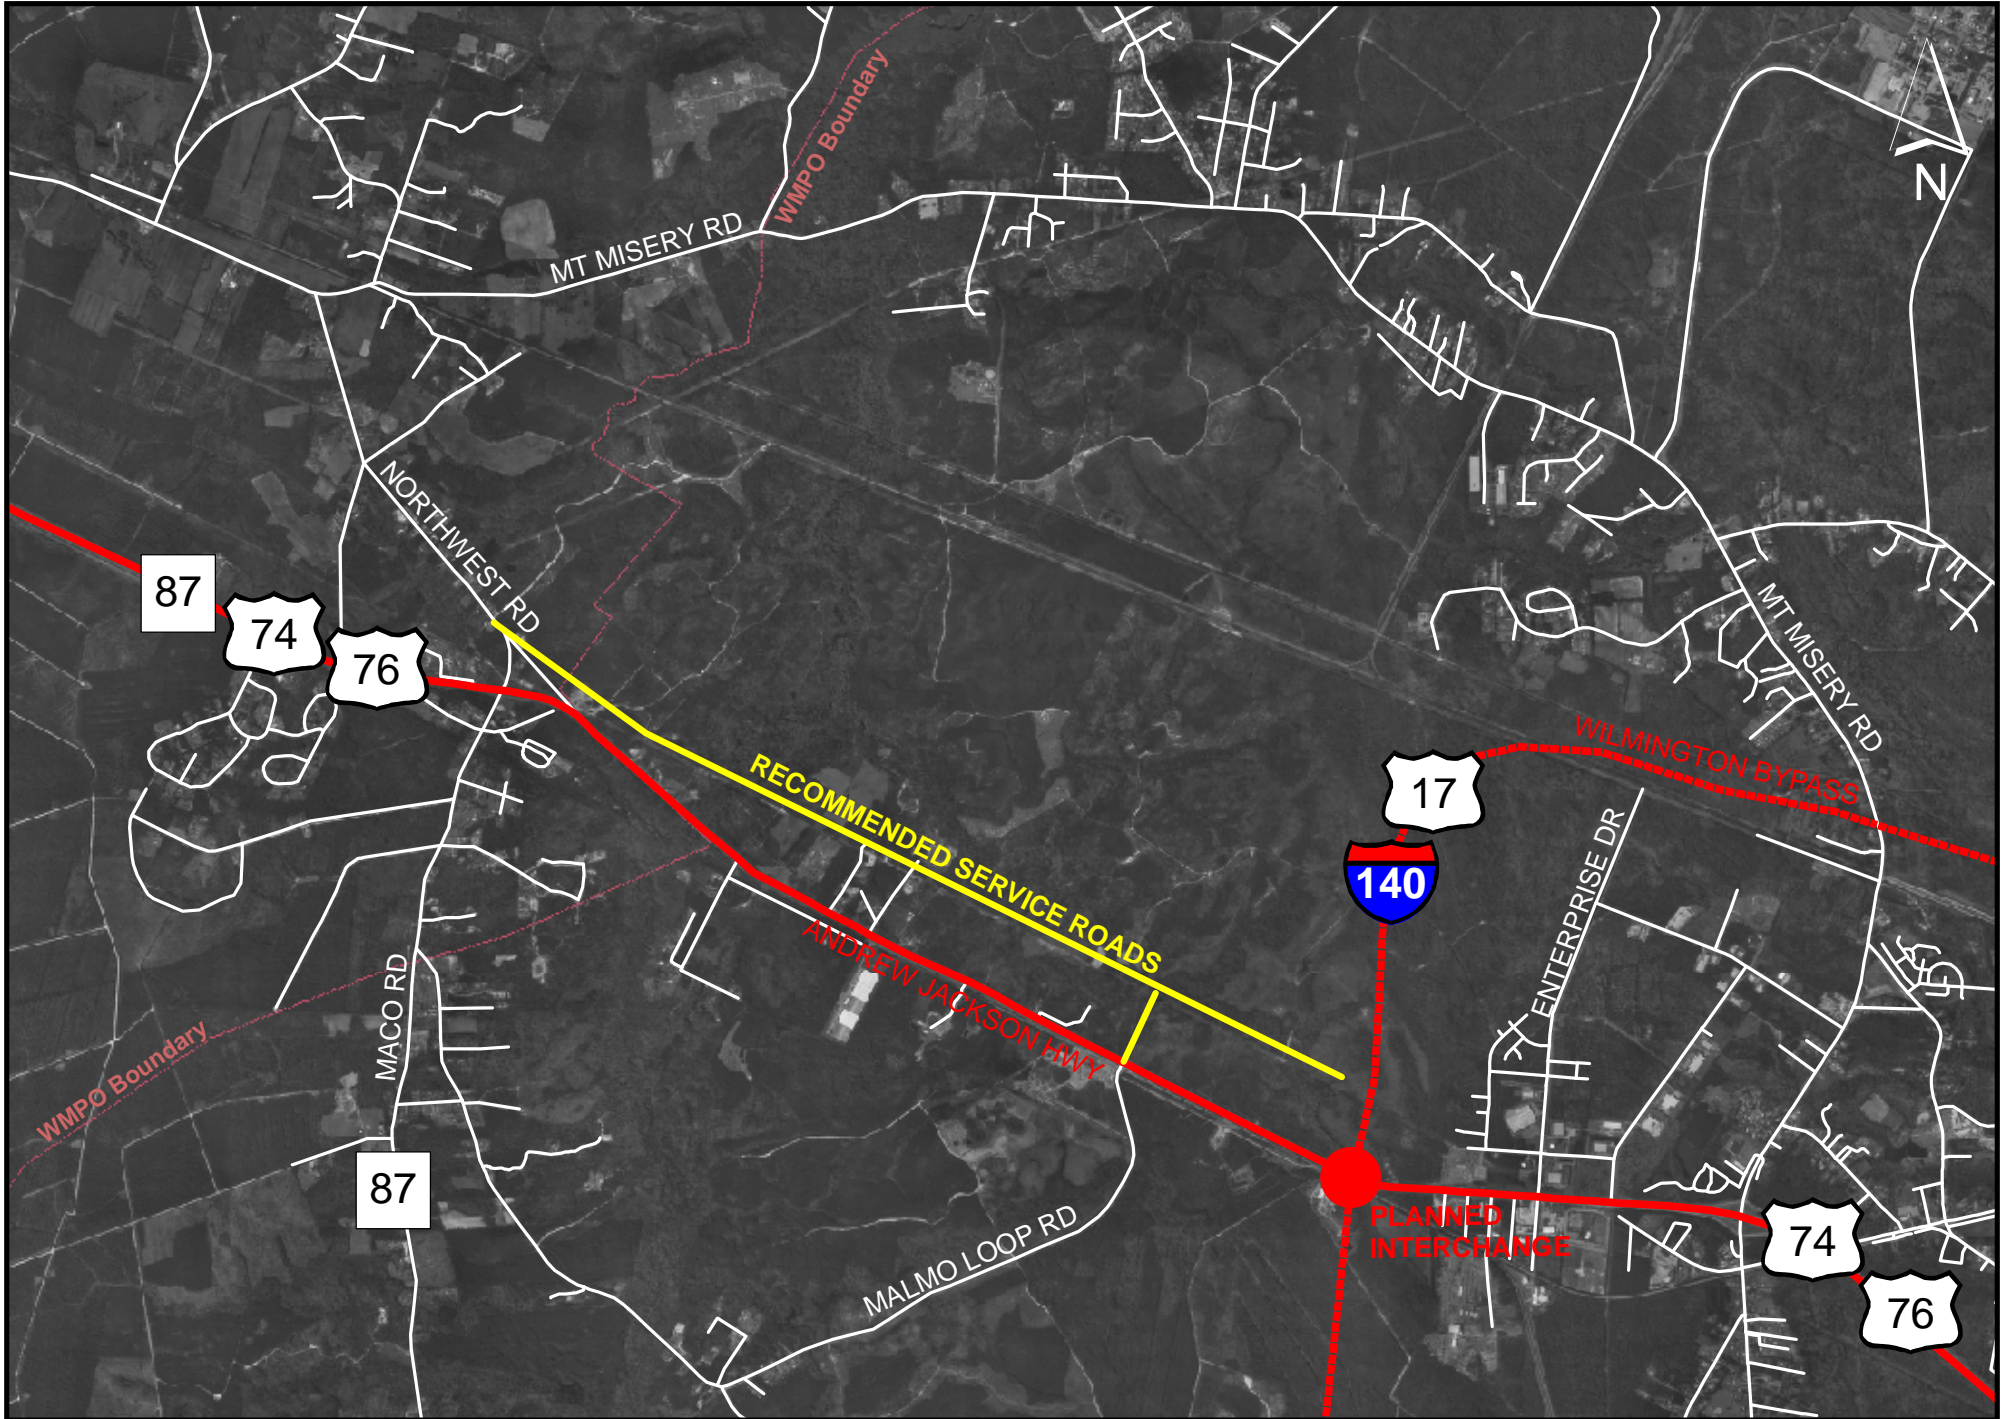 WMPO Boundary
N
MT MISERY RD
NORTHWEST RD
87
74
76
MT MISERY RD
WILMINGTON BYPASS
17
RECOMMENDED SERVICE ROADS
ENTERPRISE DR
140
ANDREW JACKSON HWY
MACO RD
WMPO Boundary
87
PLANNED
INTERCHANGE
MALMO LOOP RD
74
76